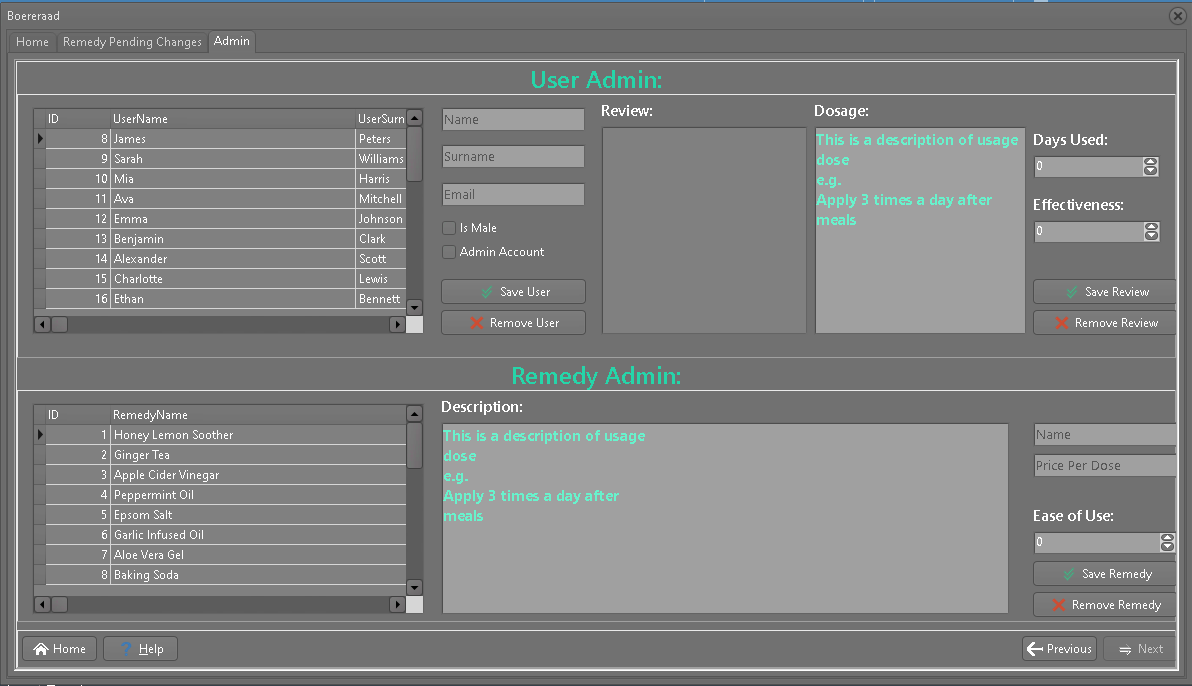 Boereraad
Home Remedy Pending Changes Admin
User Admin:
ID UserName UserSurn
8 James Peters
9 Sarah Williams
10 Mia Harris
11 Ava Mitchell
12 Emma Johnson
13 Benjamin Clark
14 Alexander Scott
15 Charlotte Lewis
16 Ethan Bennett
Name
Surname
Email
Is Male
Admin Account
Save User
Remove User
Review:
Dosage:
This is a description of usage
dose
e.g.
Apply 3 times a day after
meals
Days Used:
0
Effectiveness:
0
Save Review
Remove Review
Remedy Admin:
ID RemedyName
1 Honey Lemon Soother
2 Ginger Tea
3 Apple Cider Vinegar
4 Peppermint Oil
5 Epsom Salt
6 Garlic Infused Oil
7 Aloe Vera Gel
8 Baking Soda
Description:
This is a description of usage
dose
e.g.
Apply 3 times a day after
meals
Name
Price Per Dose
Ease of Use:
0
Save Remedy
Remove Remedy
Home ? Help Previous Next